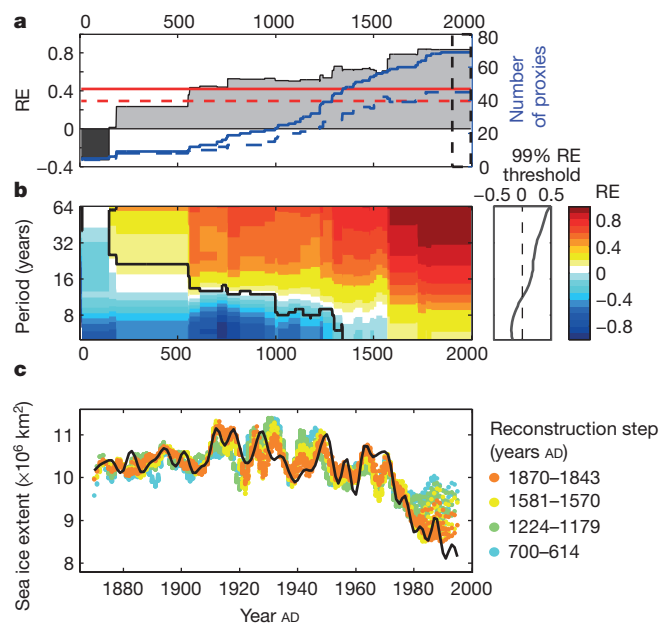 a
0 500 1000 1500 2000
0.8
0.4
0
−0.4
RE
80
60
40
20
0
Number
of proxies
b
64
32
16
8
Period (years)
0 500 1000 1500 2000
99% RE
threshold
−0.5 0 0.5
RE
0.8
0.4
0
−0.4
−0.8
c
11
10
9
8
Sea ice extent (×10⁶ km²)
1880 1900 1920 1940 1960 1980 2000
Year AD
Reconstruction step
(years AD)
1870–1843
1581–1570
1224–1179
700–614